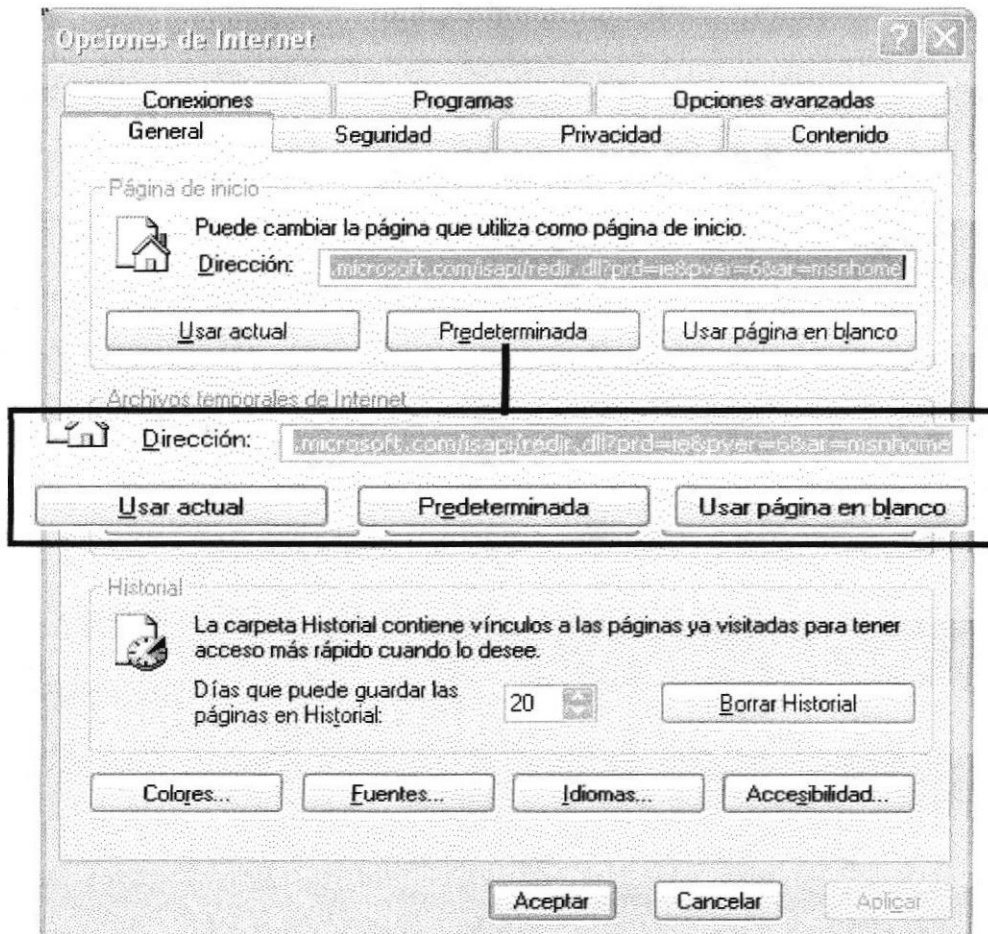 Opciones de Internet
Conexiones Programas Opciones avanzadas
General Seguridad Privacidad Contenido
Página de inicio
Puede cambiar la página que utiliza como página de inicio.
Dirección: .microsoft.com/isapi/redir.dll?prd=ie&pver=6&ar=msnhome
Usar actual Predeterminada Usar página en blanco
Archivos temporales de Internet
Dirección: .microsoft.com/isapi/redir.dll?prd=ie&pver=6&ar=msnhome
Usar actual Predeterminada Usar página en blanco
Historial
La carpeta Historial contiene vínculos a las páginas ya visitadas para tener
acceso más rápido cuando lo desee.
Días que puede guardar las
páginas en Historial: 20 Borrar Historial
Colores... Fuentes... Idiomas... Accesibilidad...
Aceptar Cancelar Aplicar